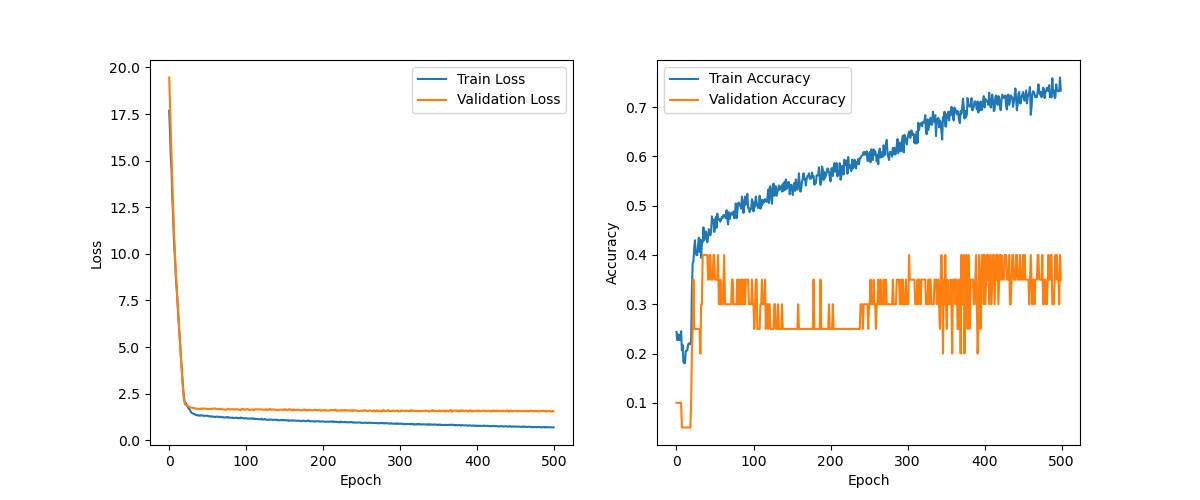 20.0
17.5
15.0
12.5
10.0
7.5
5.0
2.5
0.0
Loss
0 100 200 300 400 500
Epoch
Train Loss
Validation Loss
0.7
0.6
0.5
0.4
0.3
0.2
0.1
Accuracy
0 100 200 300 400 500
Epoch
Train Accuracy
Validation Accuracy